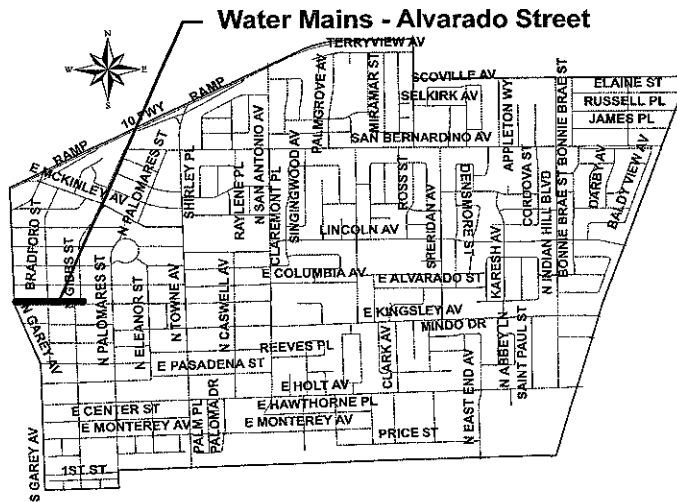 Water Mains - Alvarado Street
N
W E
S
TERRYVIEW AV
SCOVILLE AV
SELKIRK AV
ELAINE ST
RUSSELL PL
JAMES PL
RAMP
10 FWY
RAMP
PALMGROVE AV
MIRAMAR ST
SAN BERNARDINO AV
APPLETON WY
BONNIE BRAE ST
E MCKINLEY AV
N PALOMARES ST
SHIRLEY PL
RAYLENE PL
N SAN ANTONIO AV
CLAREMONT PL
SINGINGWOOD AV
ROSS ST
SHERIDAN AV
DENSMORE ST
CORDOVA ST
N INDIAN HILL BLVD
BONNIE BRAE ST
DARBY AV
BALDY VIEW AV
BRADFORD ST
N GIBBS ST
LINCOLN AV
E COLUMBIA AV
E ALVARADO ST
KARESH AV
N GAREY AV
N PALOMARES ST
N ELEANOR ST
N TOWNE AV
N CASWELL AV
E KINGSLEY AV
MINDO DR
REEVES PL
E PASADENA ST
CLARK AV
N ABBEY LN
SAINT PAUL ST
E HOLT AV
E CENTER ST
E HAWTHORNE PL
E MONTEREY AV
PALM PL
PALOMA DR
E MONTEREY AV
PRICE ST
N EAST END AV
S GAREY AV
1ST ST